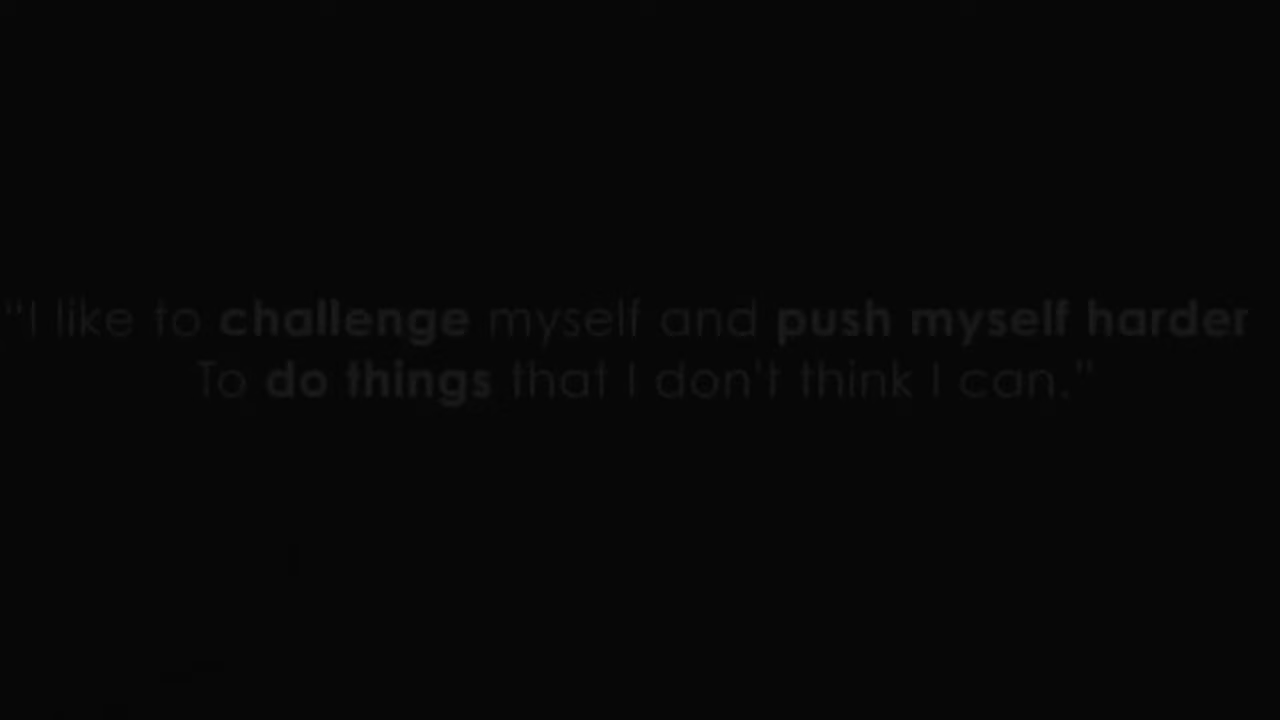 "I like to challenge myself and push myself harder
To do things that I don't think I can."